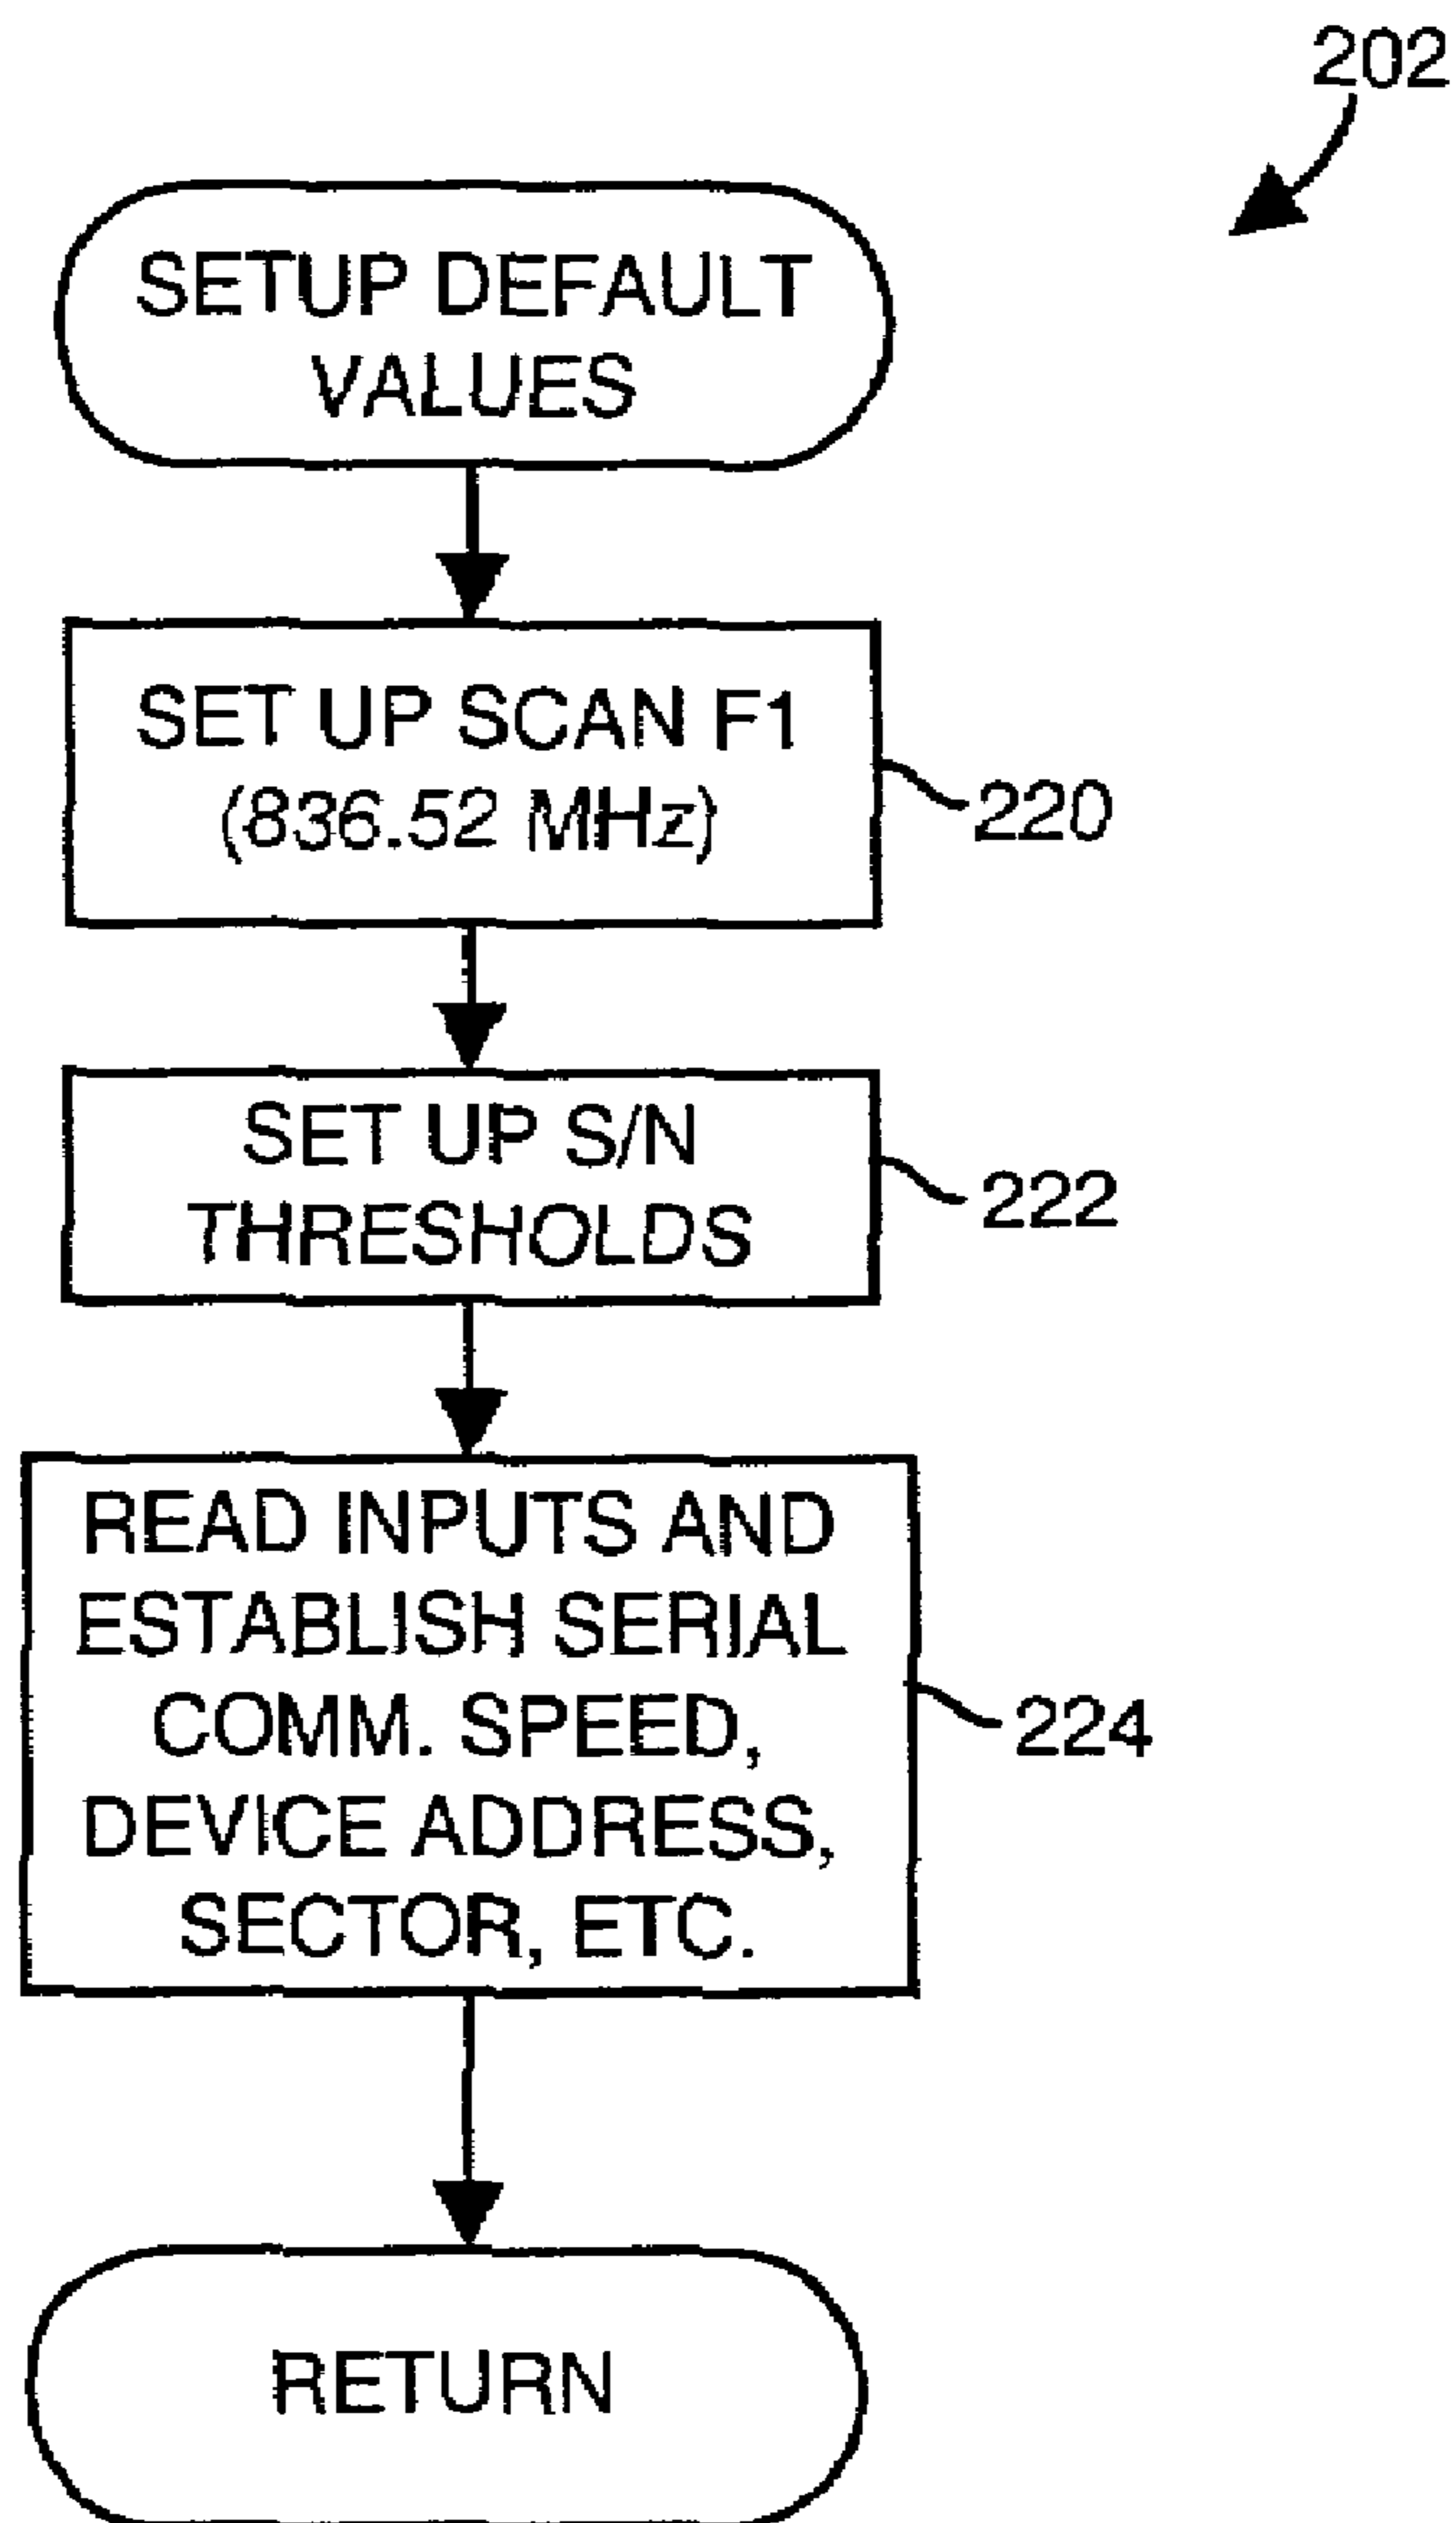 202
SETUP DEFAULT
VALUES
SET UP SCAN F1
(836.52 MHz)
220
SET UP S/N
THRESHOLDS
222
READ INPUTS AND
ESTABLISH SERIAL
COMM. SPEED,
DEVICE ADDRESS,
SECTOR, ETC.
224
RETURN